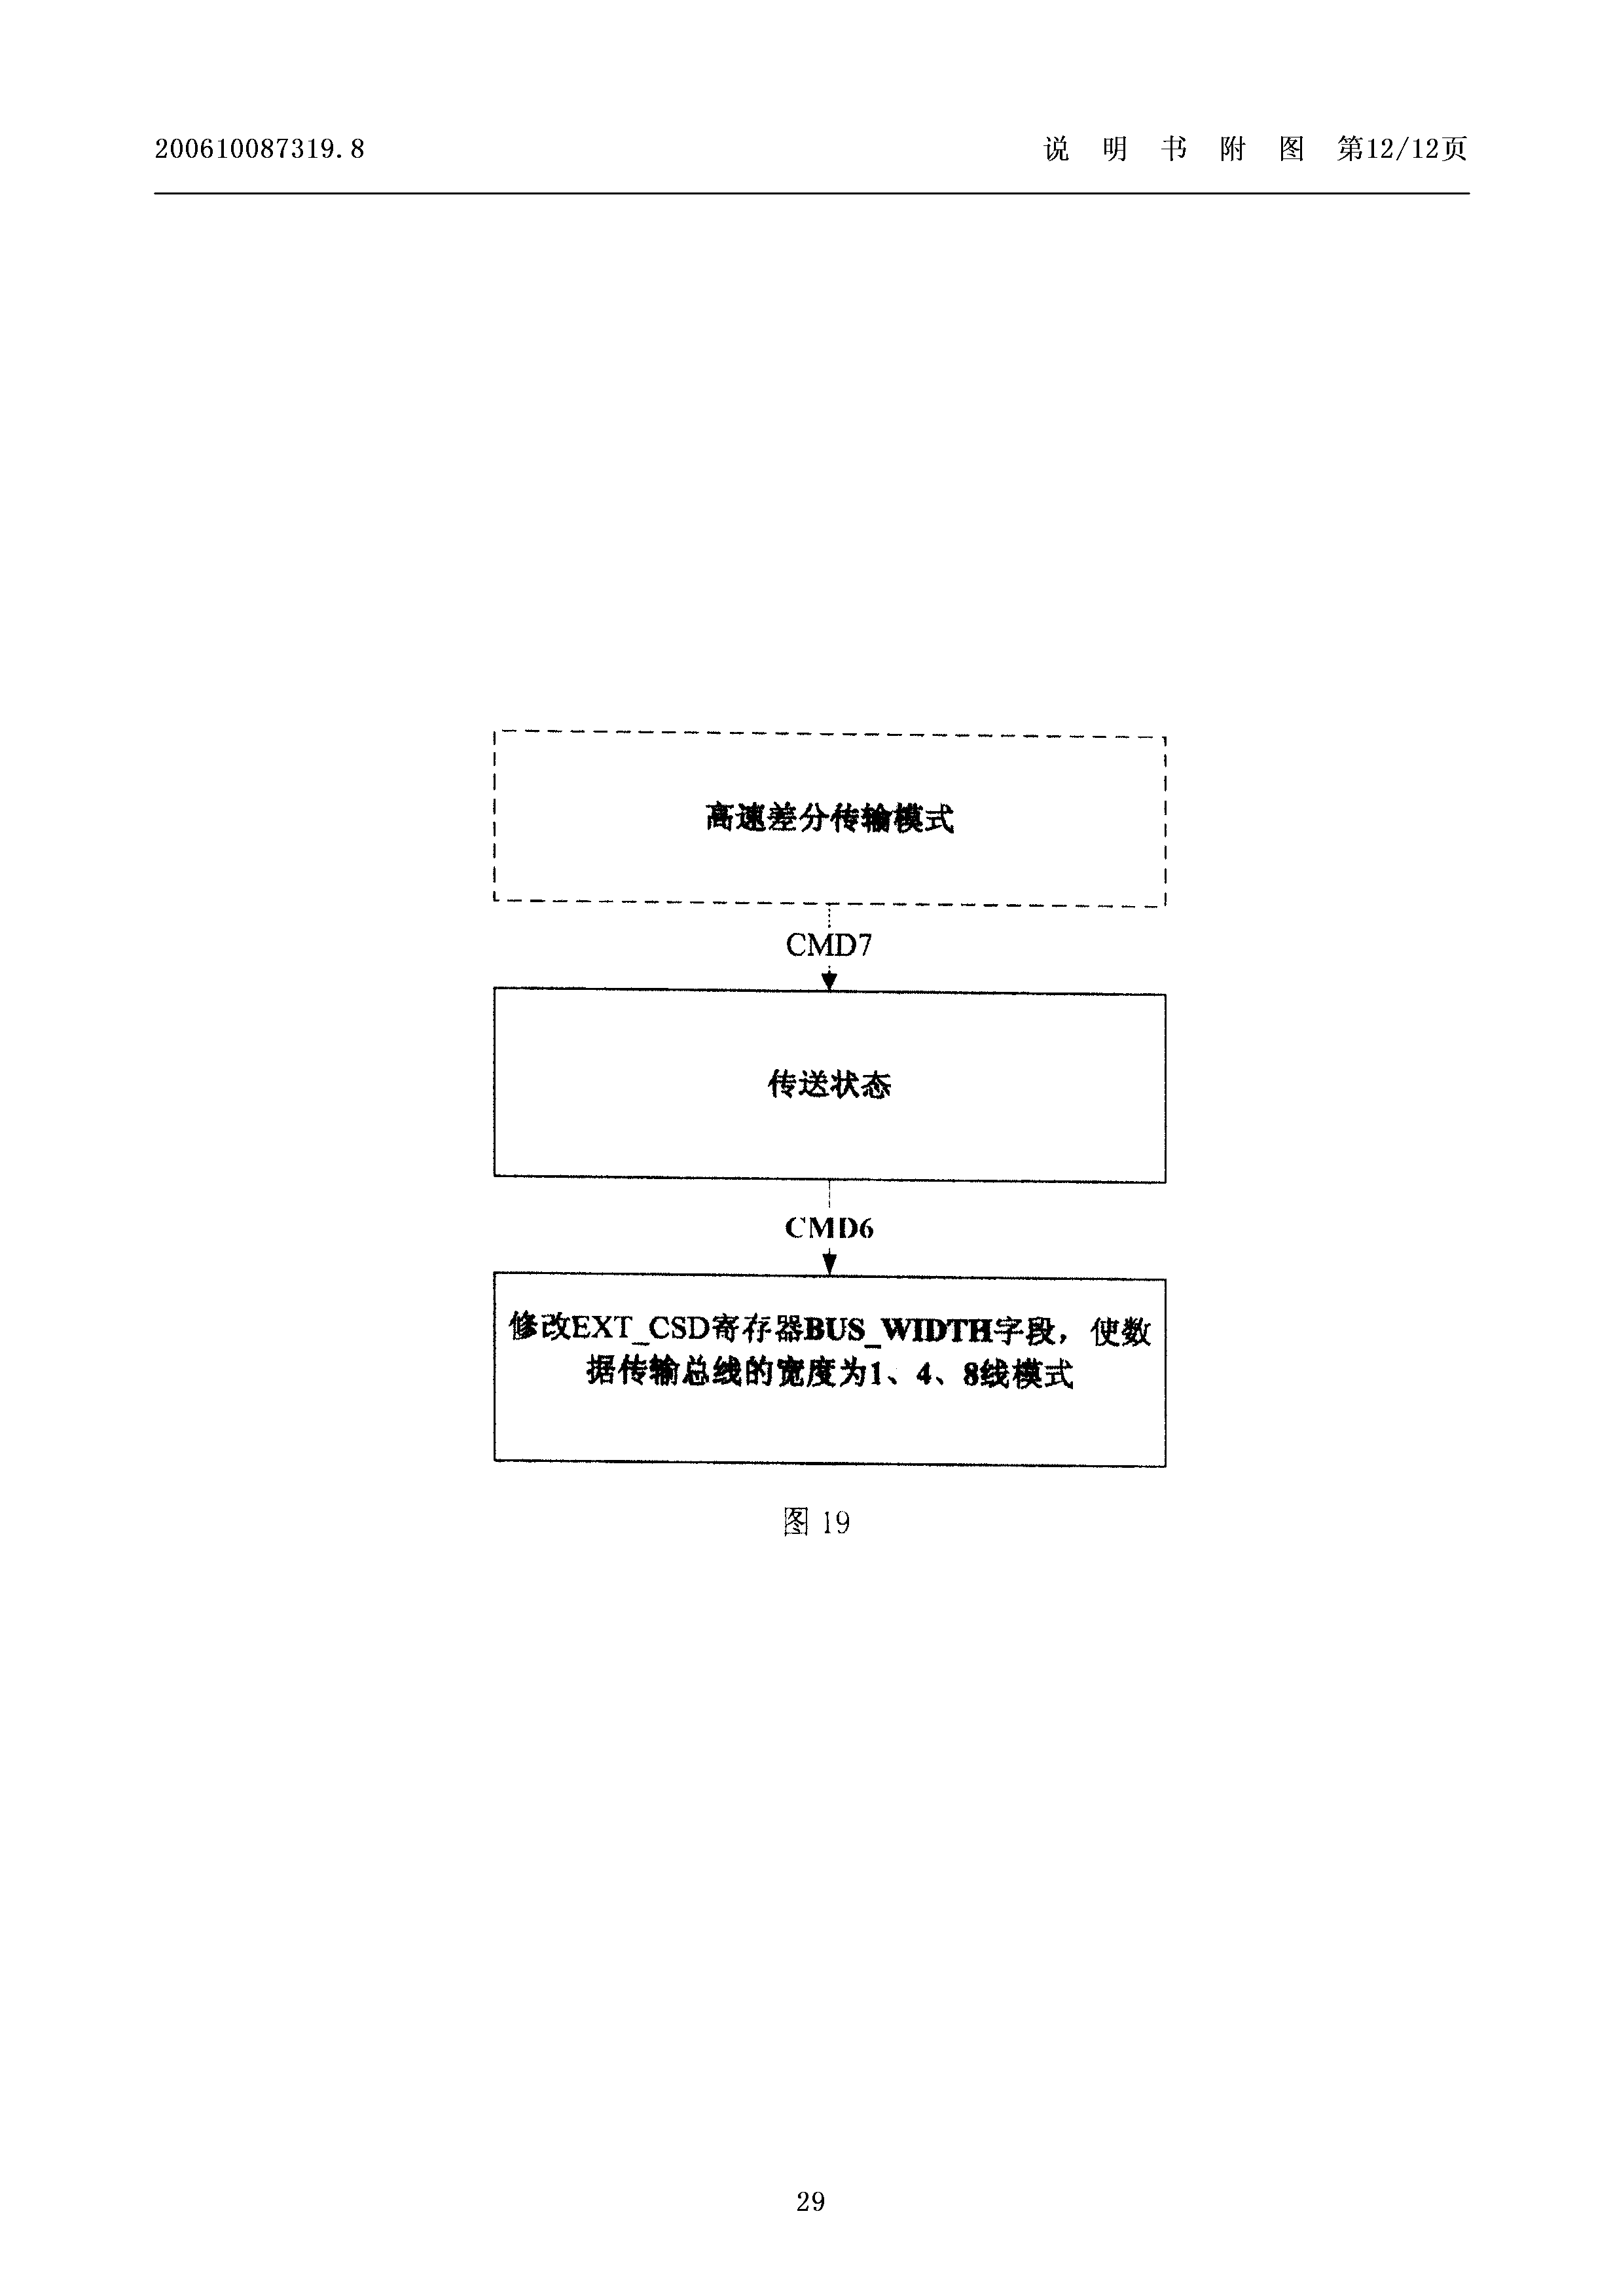 200610087319.8 说 明 书 附 图 第12/12页
高速差分传输模式
CMD7
传送状态
CMD6
修改EXT_CSD寄存器BUS_WIDTH字段，使数
据传输总线的宽度为1、4、8线模式
图 19
29